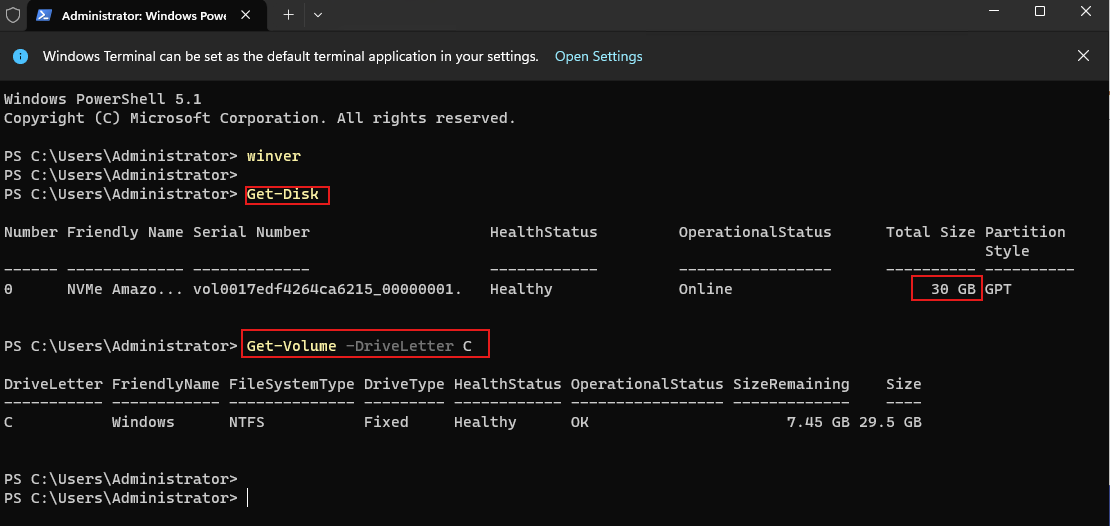 Administrator: Windows Powe
Windows Terminal can be set as the default terminal application in your settings. Open Settings
Windows PowerShell 5.1
Copyright (C) Microsoft Corporation. All rights reserved.
PS C:\Users\Administrator> winver
PS C:\Users\Administrator>
PS C:\Users\Administrator> Get-Disk
Number Friendly Name Serial Number HealthStatus OperationalStatus Total Size Partition
Style
------ ------------- ------------- ------------ ----------------- ---------- ----------
0 NVMe Amazo... vol0017edf4264ca6215_00000001. Healthy Online 30 GB GPT
PS C:\Users\Administrator> Get-Volume -DriveLetter C
DriveLetter FriendlyName FileSystemType DriveType HealthStatus OperationalStatus SizeRemaining Size
----------- ------------ -------------- --------- ------------ ----------------- ------------- ----
C Windows NTFS Fixed Healthy OK 7.45 GB 29.5 GB
PS C:\Users\Administrator>
PS C:\Users\Administrator>